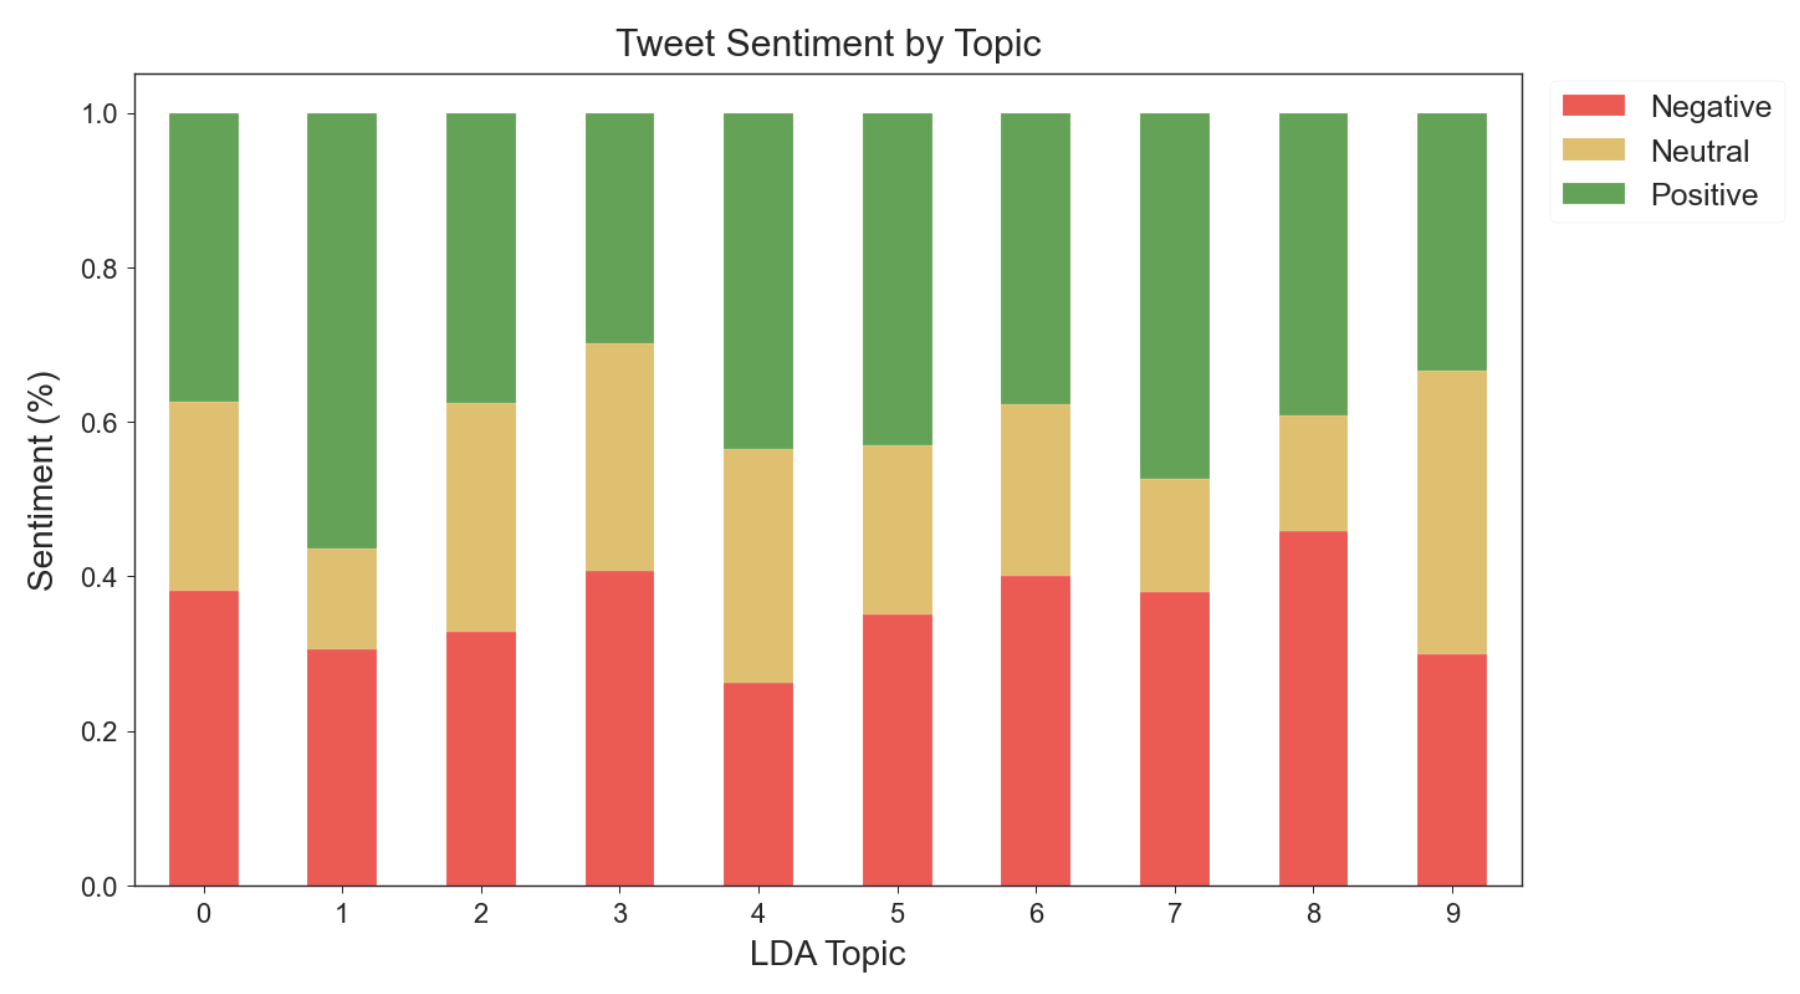 Tweet Sentiment by Topic
Negative
Neutral
Positive
Sentiment (%)
1.0
0.8
0.6
0.4
0.2
0.0
0 1 2 3 4 5 6 7 8 9
LDA Topic